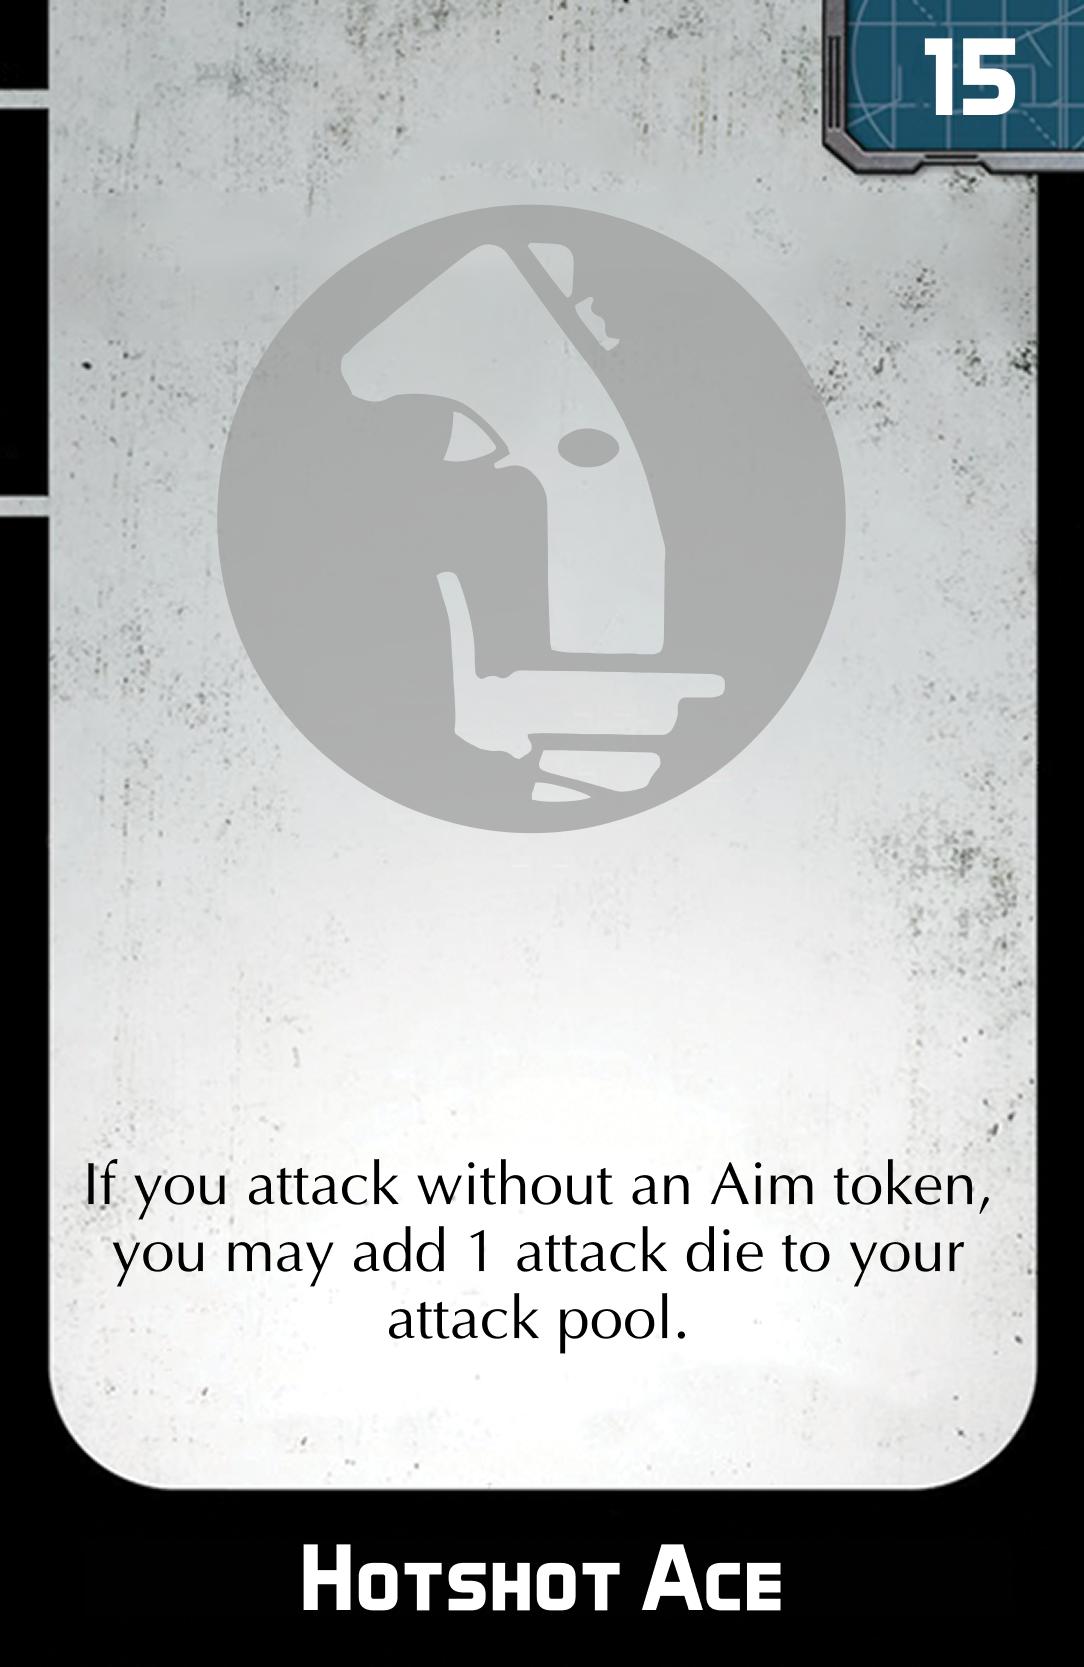 15
If you attack without an Aim token,
you may add 1 attack die to your
attack pool.
Hotshot Ace